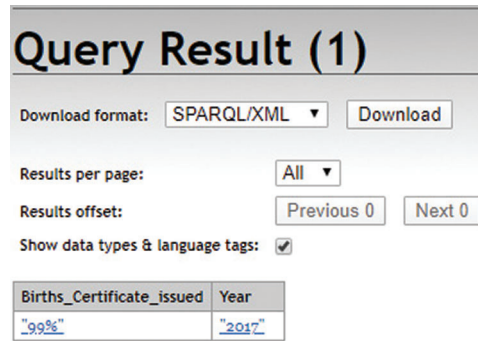 Query Result (1)
Download format: SPARQL/XML Download
Results per page: All
Results offset: Previous 0 Next 0
Show data types & language tags:
Births_Certificate_issued Year
"99%" "2017"